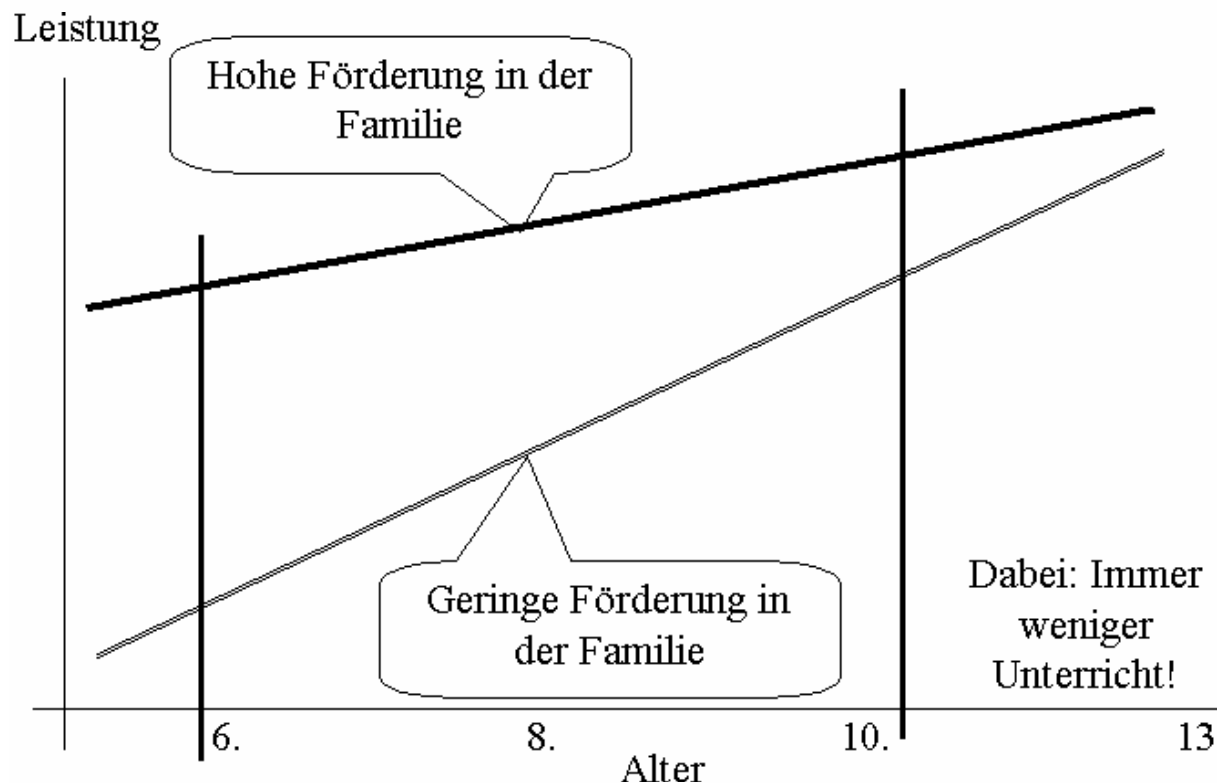 Leistung
Hohe Förderung in der
Familie
Geringe Förderung in
der Familie
Dabei: Immer
weniger
Unterricht!
6.
8.
10.
13
Alter